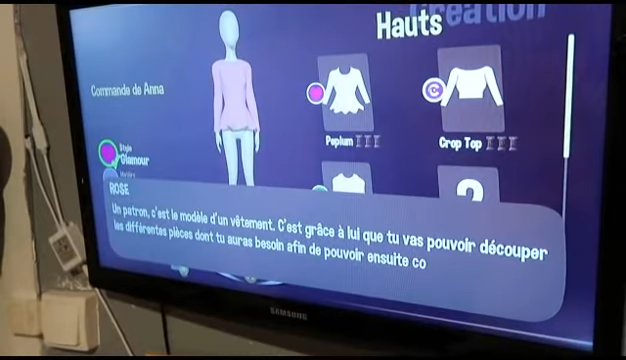 Création
Hauts
Commande de Anna
Peplum
Crop Top
Style
Glamour
?
ROSE
Un patron, c'est le modèle d'un vêtement. C'est grâce à lui que tu vas pouvoir découper
les différentes pièces dont tu auras besoin afin de pouvoir ensuite co
SAMSUNG